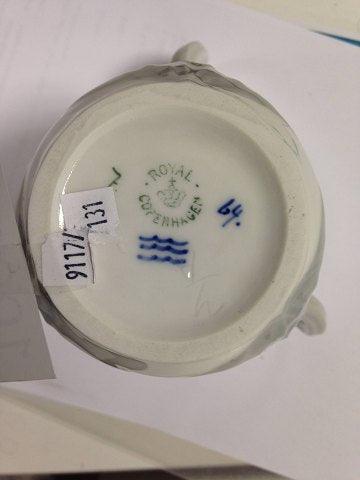 ROYAL
COPENHAGEN
64.
9117/
131